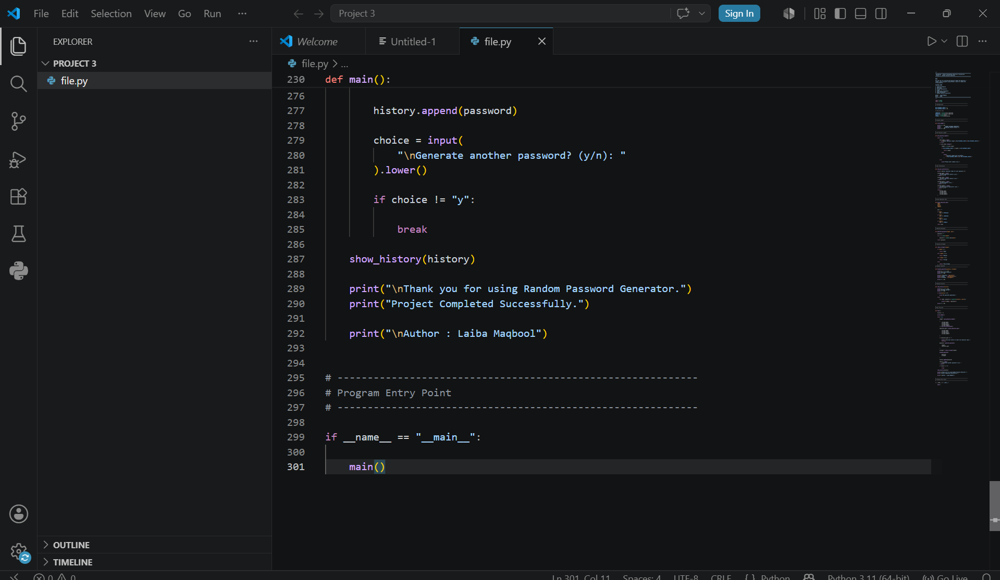 File Edit Selection View Go Run ...
Project 3
Sign In
EXPLORER ...
PROJECT 3
file.py
OUTLINE
TIMELINE
Welcome
Untitled-1
file.py
file.py > ...
230 def main():
276
277 history.append(password)
278
279 choice = input(
280 "\nGenerate another password? (y/n): "
281 ).lower()
282
283 if choice != "y":
284
285 break
286
287 show_history(history)
288
289 print("\nThank you for using Random Password Generator.")
290 print("Project Completed Successfully.")
291
292 print("\nAuthor : Laiba Maqbool")
293
294
295 # ------------------------------------------------------------
296 # Program Entry Point
297 # ------------------------------------------------------------
298
299 if __name__ == "__main__":
300
301 main()
0 0
Ln 301, Col 11 Spaces: 4 UTF-8 CRLF { } Python Python 3.11 (64-bit) Go Live